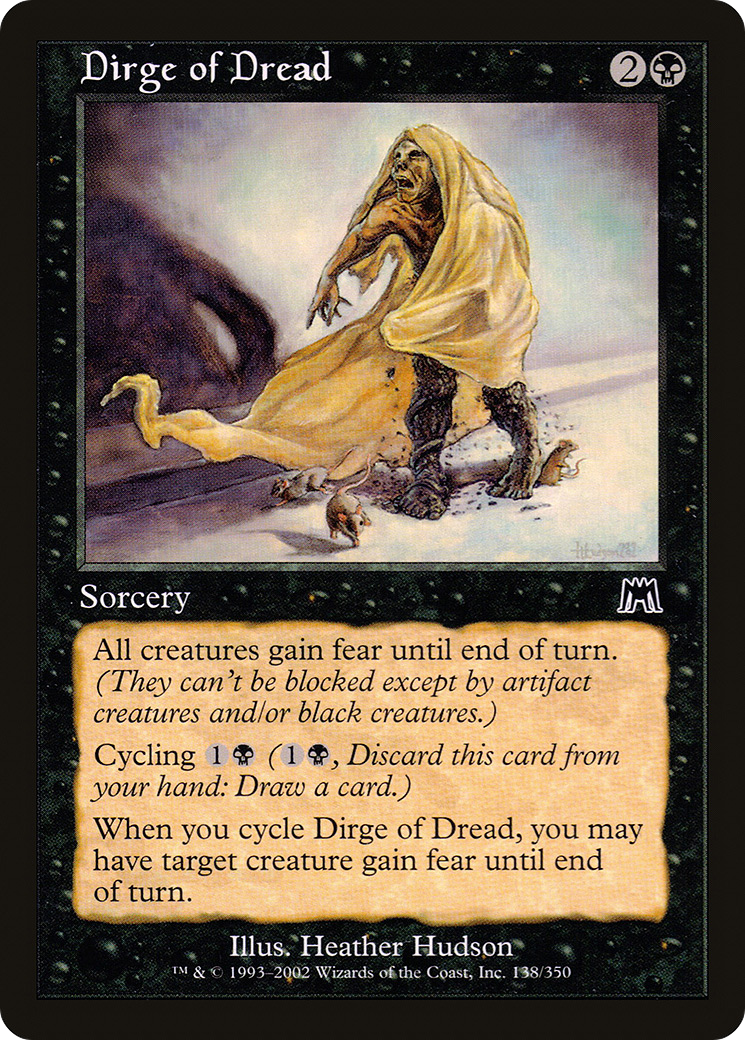 Dirge of Dread 2
Sorcery
All creatures gain fear until end of turn.
(They can't be blocked except by artifact
creatures and/or black creatures.)
Cycling 1 (1, Discard this card from
your hand: Draw a card.)
When you cycle Dirge of Dread, you may
have target creature gain fear until end
of turn.
Illus. Heather Hudson
™ & © 1993–2002 Wizards of the Coast, Inc. 138/350